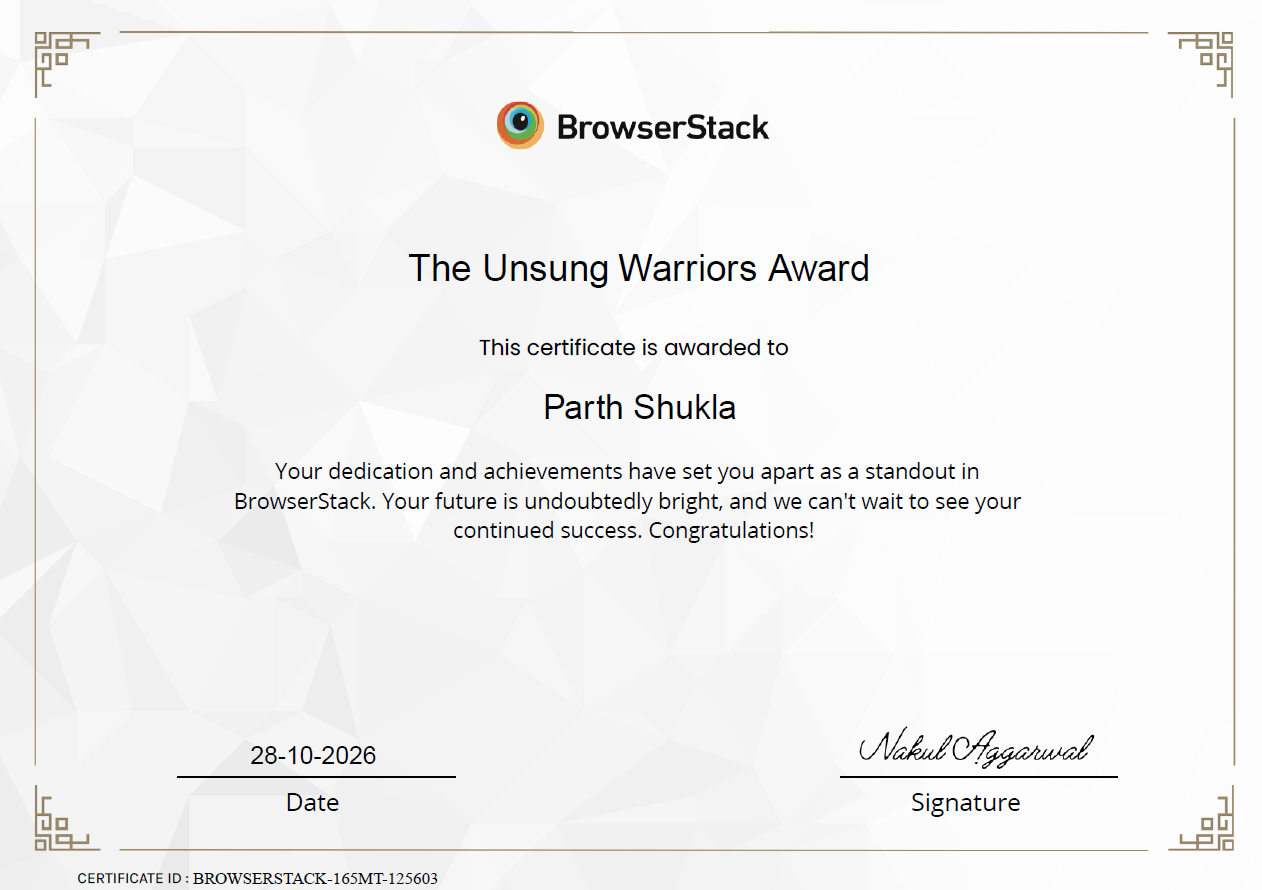 BrowserStack
The Unsung Warriors Award
This certificate is awarded to
Parth Shukla
Your dedication and achievements have set you apart as a standout in
BrowserStack. Your future is undoubtedly bright, and we can't wait to see your
continued success. Congratulations!
28-10-2026
Nakul Aggarwal
Date
Signature
CERTIFICATE ID : BROWSERSTACK-165MT-125603